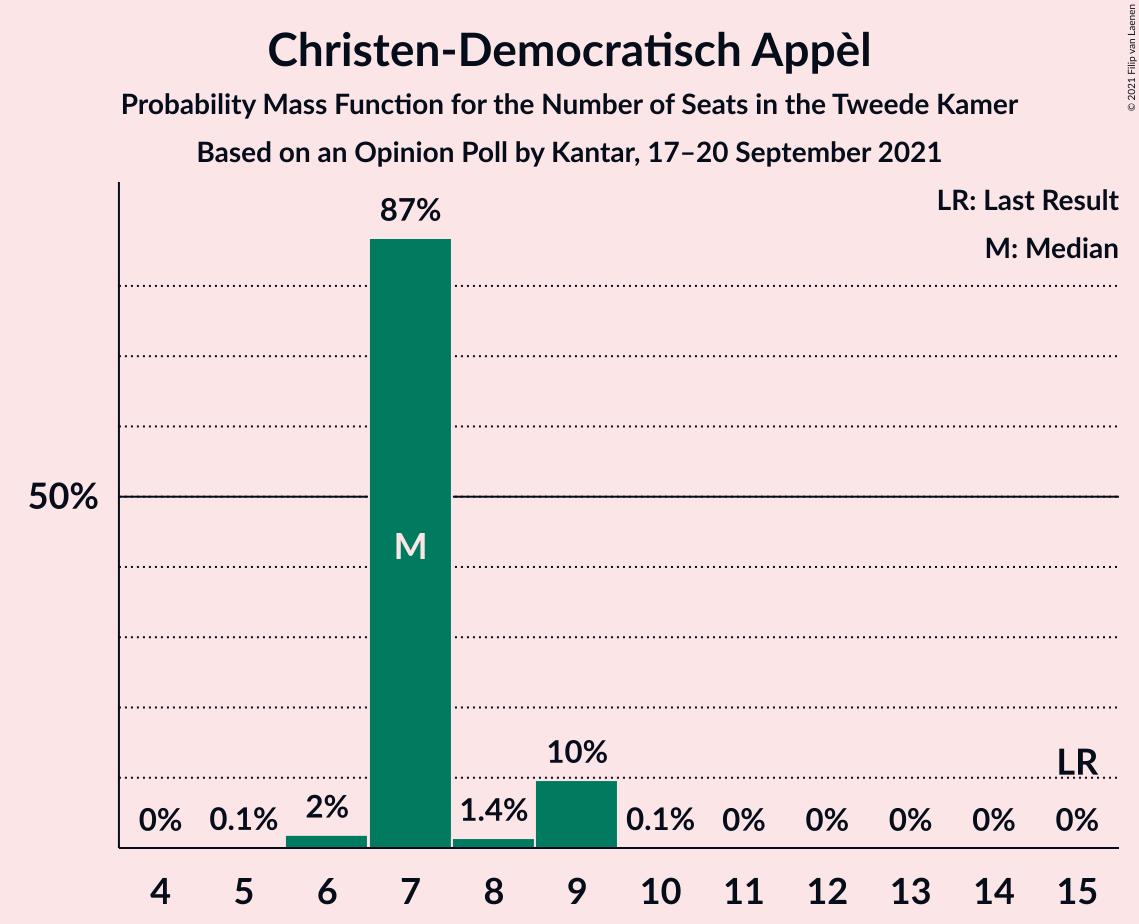 Christen-Democratisch Appèl
Probability Mass Function for the Number of Seats in the Tweede Kamer
Based on an Opinion Poll by Kantar, 17–20 September 2021
© 2021 Filip van Laenen
LR: Last Result
M: Median
87%
50%
M
10%
LR
0% 0.1% 2% 1.4% 0.1% 0% 0% 0% 0% 0%
4 5 6 7 8 9 10 11 12 13 14 15